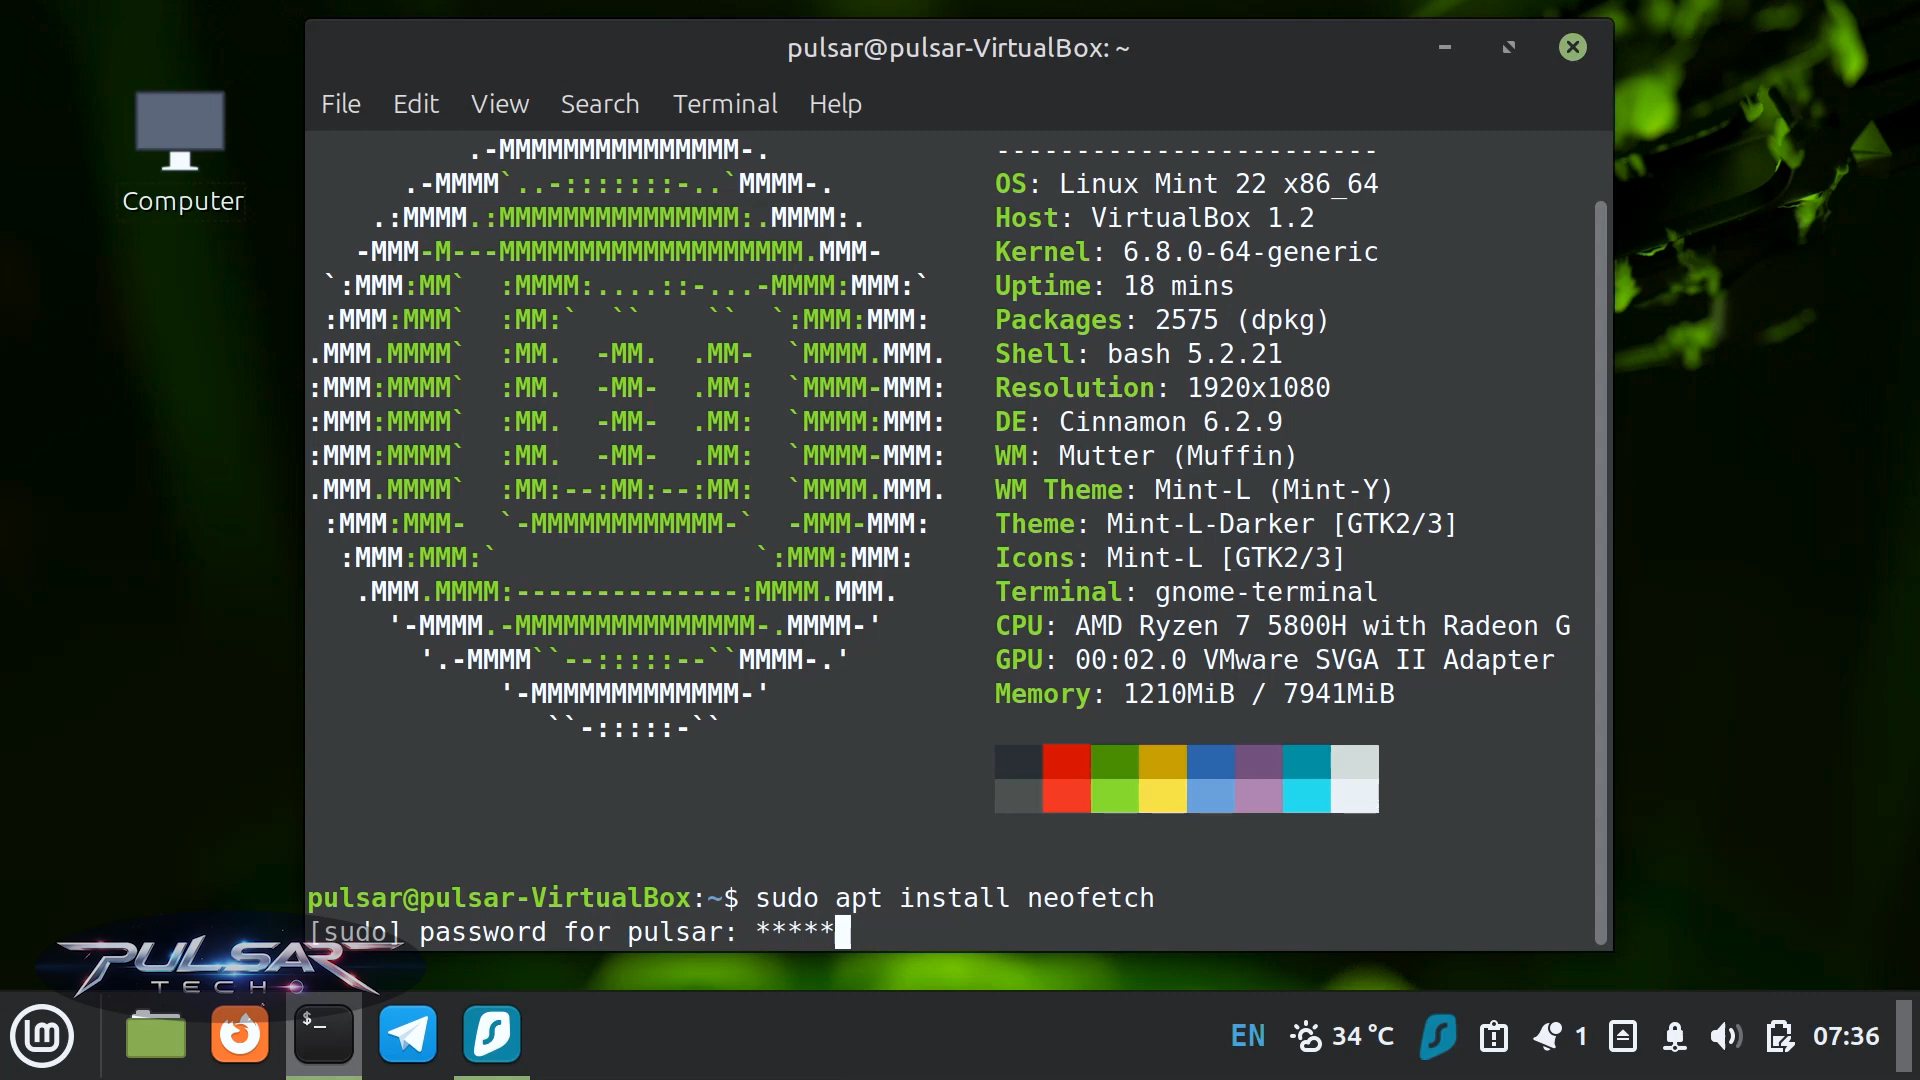 pulsar@pulsar-VirtualBox: ~
File Edit View Search Terminal Help
Computer
.-MMMMMMMMMMMMMMM-. ------------------------
.-MMMM`..-:::::::-..`MMMM-. OS: Linux Mint 22 x86_64
.:MMMM.:MMMMMMMMMMMMMMM:.MMMM:. Host: VirtualBox 1.2
-MMM-M---MMMMMMMMMMMMMMMMMMM.MMM- Kernel: 6.8.0-64-generic
`:MMM:MM` :MMMM:....::-...-MMMM:MMM:` Uptime: 18 mins
:MMM:MMM` :MM:` `` `` `:MMM:MMM: Packages: 2575 (dpkg)
.MMM.MMMM` :MM. -MM. .MM- `MMMM.MMM. Shell: bash 5.2.21
:MMM:MMMM` :MM. -MM- .MM: `MMMM-MMM: Resolution: 1920x1080
:MMM:MMMM` :MM. -MM- .MM: `MMMM:MMM: DE: Cinnamon 6.2.9
:MMM:MMMM` :MM. -MM- .MM: `MMMM-MMM: WM: Mutter (Muffin)
.MMM.MMMM` :MM:--:MM:--:MM: `MMMM.MMM. WM Theme: Mint-L (Mint-Y)
:MMM:MMM- `-MMMMMMMMMMMM-` -MMM-MMM: Theme: Mint-L-Darker [GTK2/3]
:MMM:MMM:` `:MMM:MMM: Icons: Mint-L [GTK2/3]
.MMM.MMMM:--------------:MMMM.MMM. Terminal: gnome-terminal
'-MMMM.-MMMMMMMMMMMMMMM-.MMMM-' CPU: AMD Ryzen 7 5800H with Radeon G
'.-MMMM``--:::::--``MMMM-.' GPU: 00:02.0 VMware SVGA II Adapter
'-MMMMMMMMMMMMM-' Memory: 1210MiB / 7941MiB
``-:::::-``
pulsar@pulsar-VirtualBox:~$ sudo apt install neofetch
[sudo] password for pulsar: *****
PULSAR
TECH
$_
EN 34 °C 1 07:36